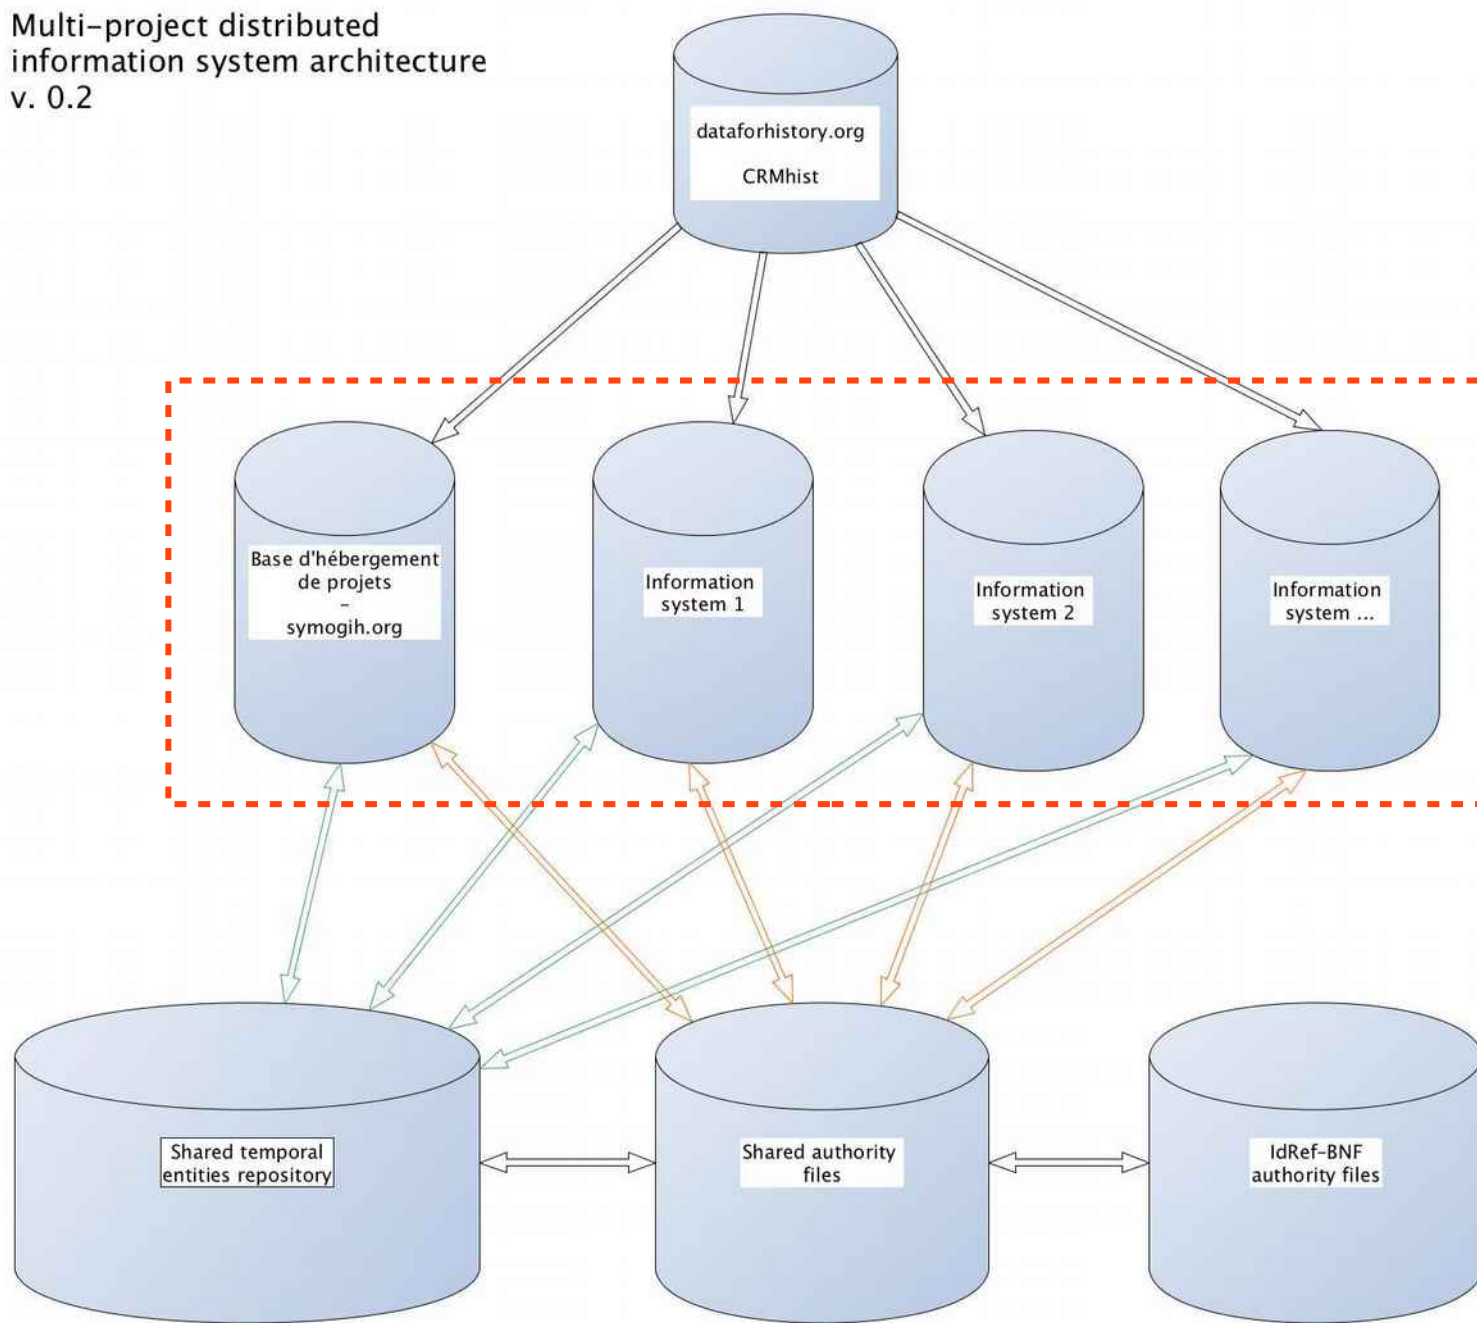 Multi-project distributed
information system architecture
v. 0.2
dataforhistory.org
CRMhist
Base d'hébergement
de projets
–
symogih.org
Information
system 1
Information
system 2
Information
system ...
Shared temporal
entities repository
Shared authority
files
IdRef-BNF
authority files